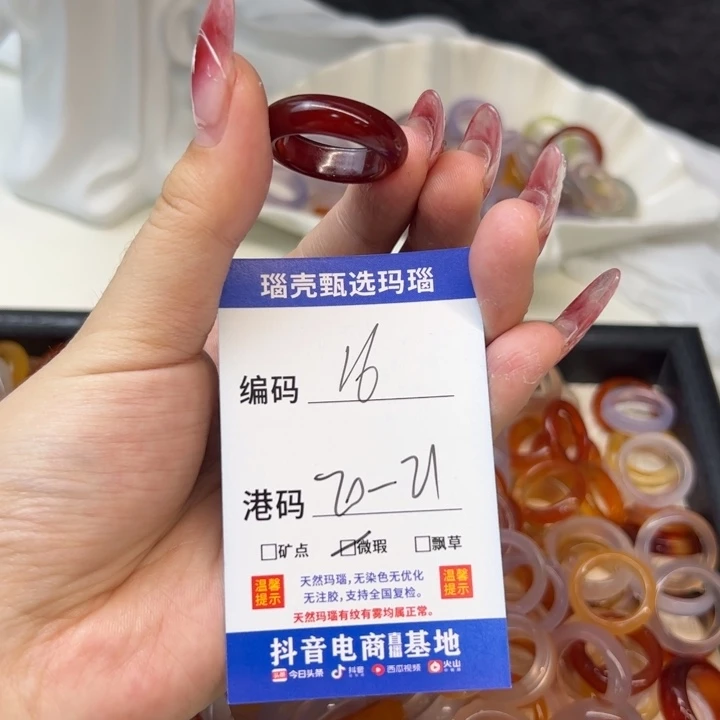 瑙壳甄选玛瑙
编码 16
港码 20-21
□矿点 □微瑕 □飘草
温馨提示
天然玛瑙,无染色无优化
无注胶,支持全国复检。
温馨提示
天然玛瑙有纹有雾均属正常。
抖音电商直播基地
今日头条 抖音 西瓜视频 火山